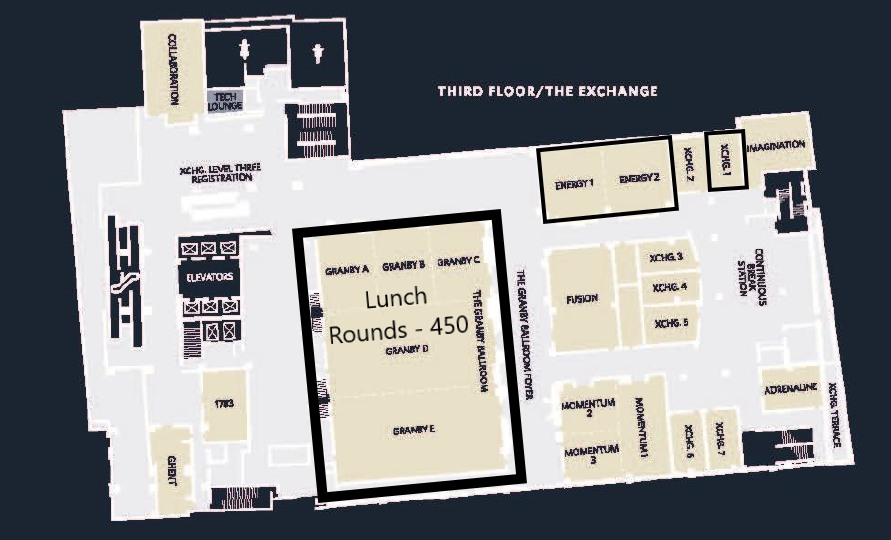 COLLABORATION
TECH
LOUNGE
THIRD FLOOR/THE EXCHANGE
XCHG. LEVEL THREE
REGISTRATION
ENERGY 1
ENERGY 2
XCHG. 2
XCHG. 1
IMAGINATION
ELEVATORS
GRANBY A
GRANBY B
GRANBY C
Lunch
Rounds - 450
GRANBY D
THE GRANBY BALLROOM
GRANBY E
THE GRANBY BALLROOM FOYER
FUSION
XCHG. 3
XCHG. 4
XCHG. 5
CONTINUOUS
BREAK
STATION
1783
GHENT
MOMENTUM
2
MOMENTUM
3
MOMENTUM 1
XCHG. 6
XCHG. 7
ADRENALINE
XCHG. TERRACE